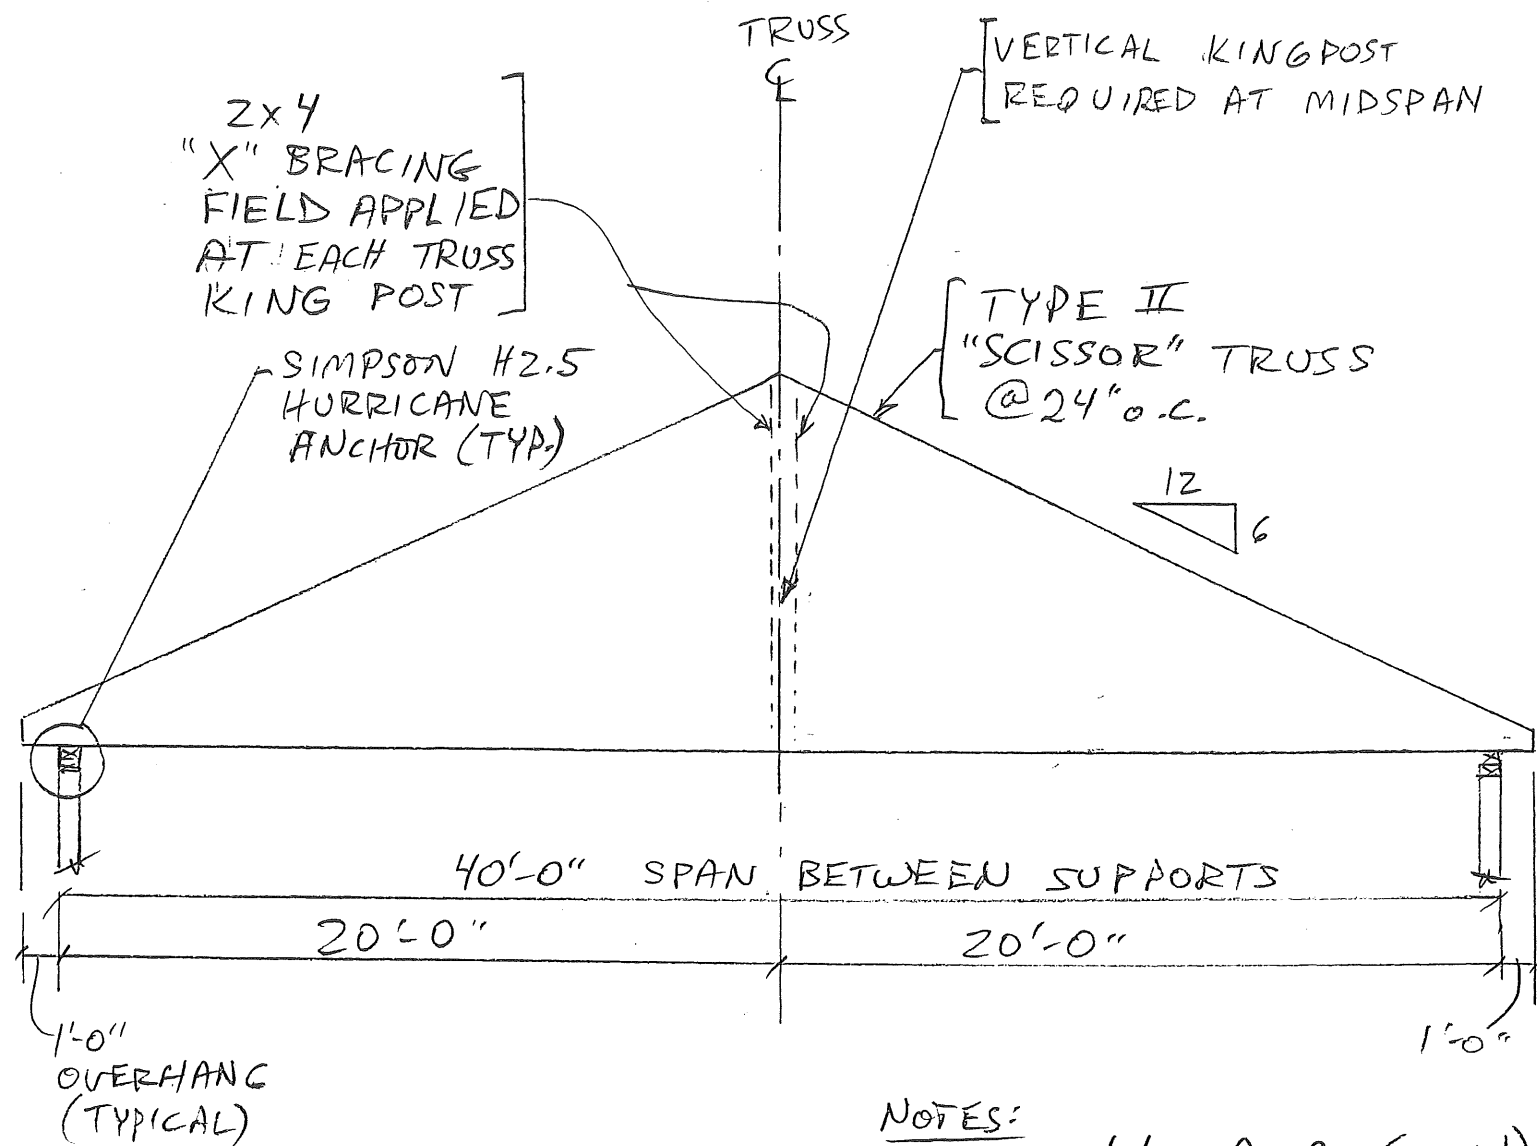 TRUSS
CL
VERTICAL KINGPOST
REQUIRED AT MIDSPAN
2x4
"X" BRACING
FIELD APPLIED
AT EACH TRUSS
KING POST
SIMPSON H2.5
HURRICANE
ANCHOR (TYP.)
TYPE II
"SCISSOR" TRUSS
@ 24" o.c.
12
6
40'-0" SPAN BETWEEN SUPPORTS
20'-0"
20'-0"
1'-0"
OVERHANG
(TYPICAL)
1'-0"
NOTES: